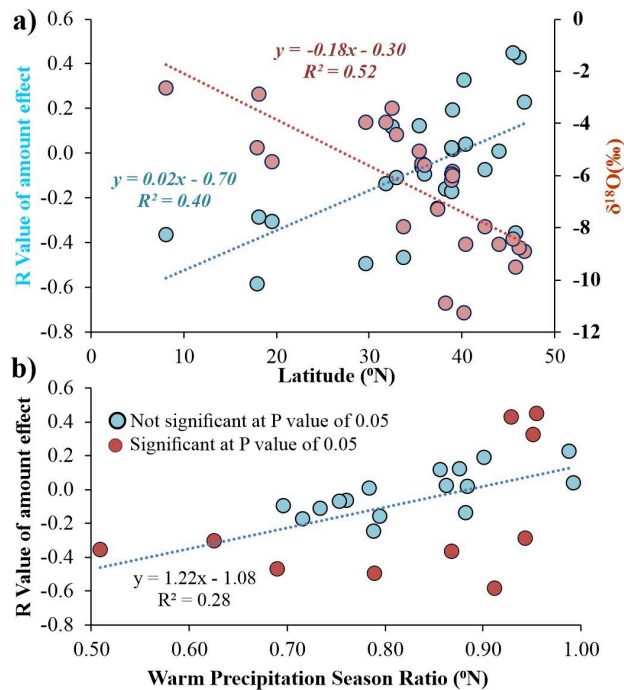 a)
0.6
0.4
0.2
0.0
-0.2
-0.4
-0.6
-0.8
R Value of amount effect
y = -0.18x - 0.30
R² = 0.52
y = 0.02x - 0.70
R² = 0.40
0
-2
-4
-6
-8
-10
-12
δ¹⁸O(‰)
0 10 20 30 40 50
Latitude (⁰N)
b)
0.6
0.4
0.2
0.0
-0.2
-0.4
-0.6
-0.8
R Value of amount effect
Not significant at P value of 0.05
Significant at P value of 0.05
y = 1.22x - 1.08
R² = 0.28
0.50 0.60 0.70 0.80 0.90 1.00
Warm Precipitation Season Ratio (⁰N)